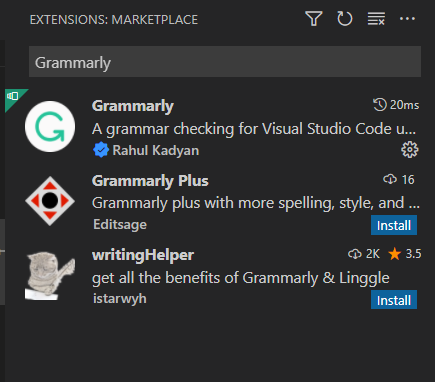 EXTENSIONS: MARKETPLACE
Grammarly
Grammarly 20ms
A grammar checking for Visual Studio Code u...
Rahul Kadyan
Grammarly Plus 16
Grammarly plus with more spelling, style, and ...
Editsage Install
writingHelper 2K 3.5
get all the benefits of Grammarly & Linggle
istarwyh Install